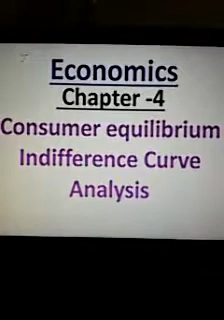 Economics
Chapter -4
Consumer equilibrium
Indifference Curve
Analysis